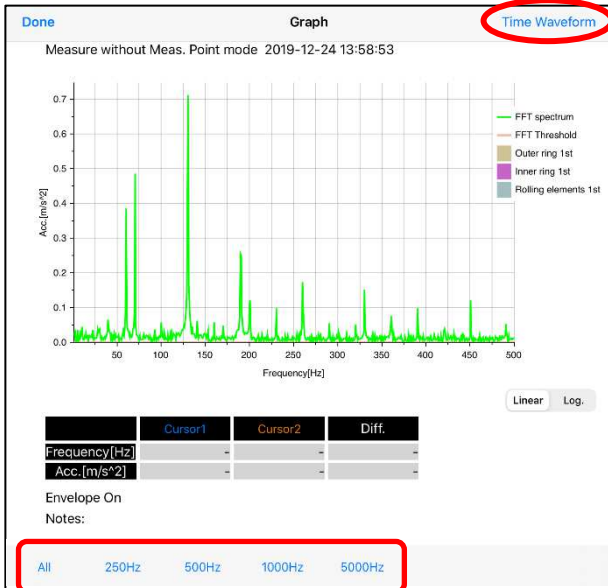 Done Graph Time Waveform
Measure without Meas. Point mode 2019-12-24 13:58:53
FFT spectrum
FFT Threshold
Outer ring 1st
Inner ring 1st
Rolling elements 1st
Acc.[m/s^2]
0.7
0.6
0.5
0.4
0.3
0.2
0.1
0.0
50 100 150 200 250 300 350 400 450 500
Frequency[Hz]
Linear Log.
Cursor1 Cursor2 Diff.
Frequency[Hz] - - -
Acc.[m/s^2] - - -
Envelope On
Notes:
All 250Hz 500Hz 1000Hz 5000Hz